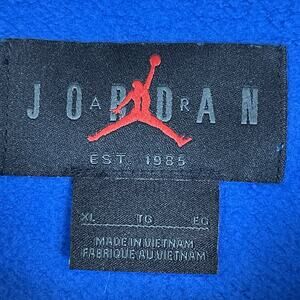 JORDAN
AIR
EST. 1985
XL TG EG
MADE IN VIETNAM
FABRIQUE AU VIETNAM